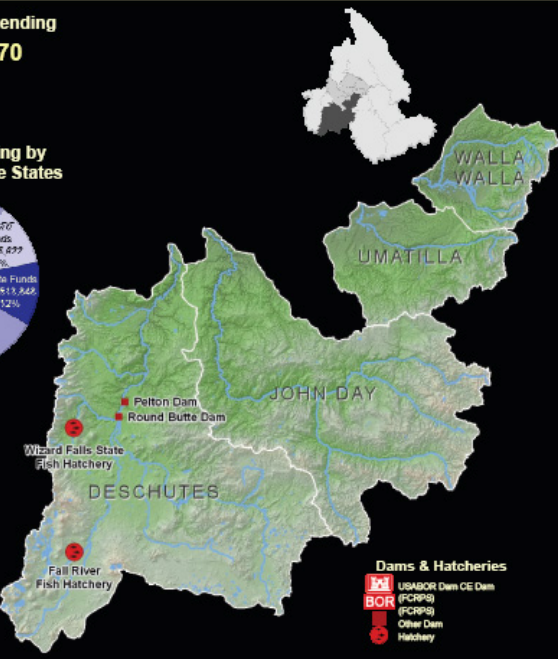 ending
70
ng by
e States
te Funds
12%
WALLA
WALLA
UMATILLA
JOHN DAY
Pelton Dam
Round Butte Dam
Wizard Falls State
Fish Hatchery
DESCHUTES
Fall River
Fish Hatchery
Dams & Hatcheries
USABOR Dam CE Dam
BOR (FCRPS)
(FCRPS)
Other Dam
Hatchery